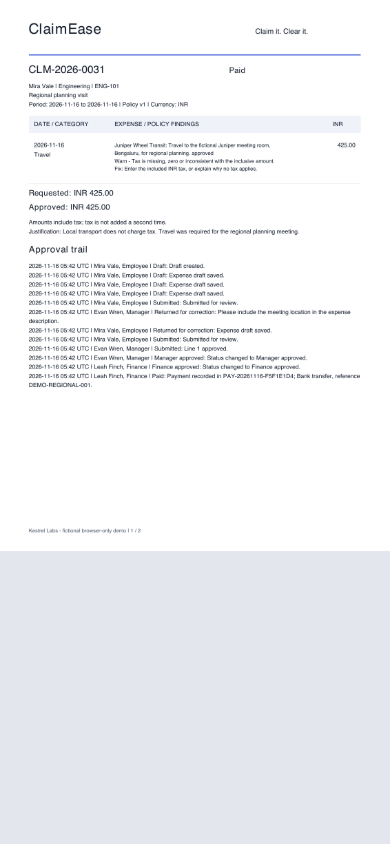 ClaimEase
Claim it. Clear it.
CLM-2026-0031
Paid
Mira Vale | Engineering | ENG-101
Regional planning visit
Period: 2026-11-16 to 2026-11-16 | Policy v1 | Currency: INR
DATE / CATEGORY EXPENSE / POLICY FINDINGS INR
2026-11-16 Juniper Wheel Transit: Travel to the fictional Juniper meeting room, 425.00
Travel Bengaluru, for regional planning. approved
Warn - Tax is missing, zero or inconsistent with the inclusive amount.
Fix: Enter the included INR tax, or explain why no tax applies.
Requested: INR 425.00
Approved: INR 425.00
Amounts include tax; tax is not added a second time.
Justification: Local transport does not charge tax. Travel was required for the regional planning meeting.
Approval trail
2026-11-16 05:42 UTC | Mira Vale, Employee | Draft: Draft created.
2026-11-16 05:42 UTC | Mira Vale, Employee | Draft: Expense draft saved.
2026-11-16 05:42 UTC | Mira Vale, Employee | Draft: Expense draft saved.
2026-11-16 05:42 UTC | Mira Vale, Employee | Draft: Expense draft saved.
2026-11-16 05:42 UTC | Mira Vale, Employee | Submitted: Submitted for review.
2026-11-16 05:42 UTC | Evan Wren, Manager | Returned for correction: Please include the meeting location in the expense
description.
2026-11-16 05:42 UTC | Mira Vale, Employee | Returned for correction: Expense draft saved.
2026-11-16 05:42 UTC | Mira Vale, Employee | Submitted: Submitted for review.
2026-11-16 05:42 UTC | Evan Wren, Manager | Submitted: Line 1 approved.
2026-11-16 05:42 UTC | Evan Wren, Manager | Manager approved: Status changed to Manager approved.
2026-11-16 05:42 UTC | Leah Finch, Finance | Finance approved: Status changed to Finance approved.
2026-11-16 05:42 UTC | Leah Finch, Finance | Paid: Payment recorded in PAY-20261116-F5F1E1D4; Bank transfer, reference
DEMO-REGIONAL-001.
Kestrel Labs - fictional browser-only demo | 1 / 2